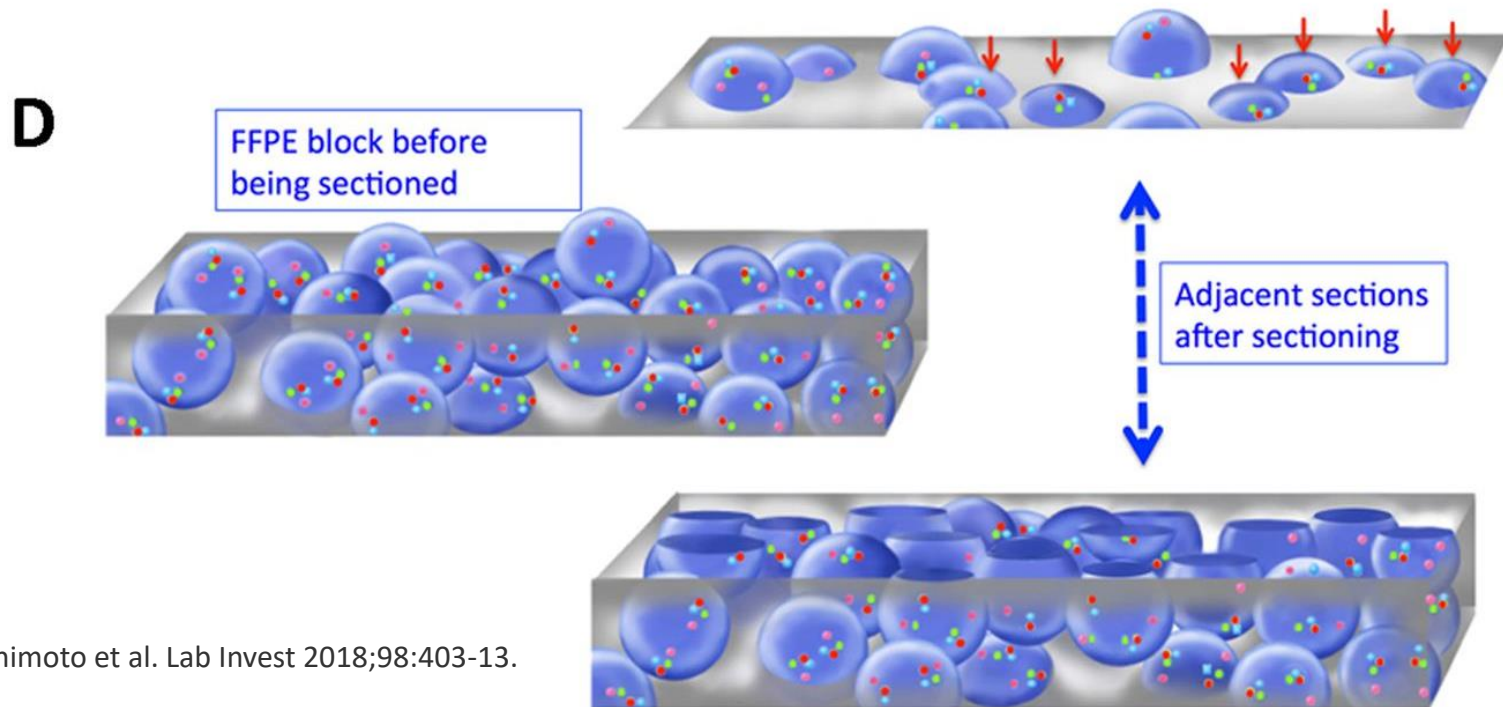 D
FFPE block before
being sectioned
Adjacent sections
after sectioning
et al. Lab Invest 2018;98:403-13.